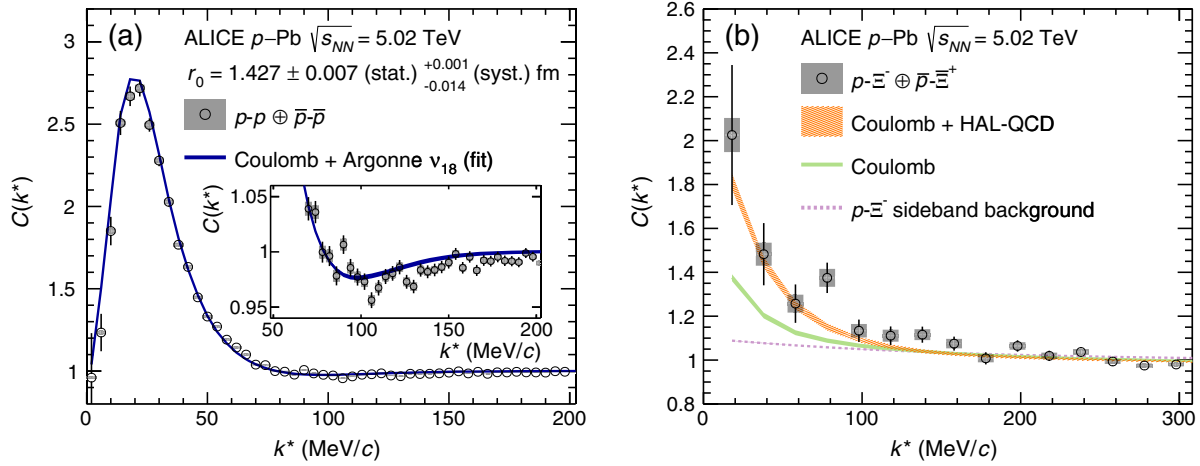 (a)
ALICE p–Pb √s_NN = 5.02 TeV
r_0 = 1.427 ± 0.007 (stat.) +0.001 -0.014 (syst.) fm
p-p ⊕ p̅-p̅
Coulomb + Argonne ν_18 (fit)
C(k*)
3
2.5
2
1.5
1
0 50 100 150 200
k* (MeV/c)
C(k*)
1.05
1
0.95
50 100 150 200
k* (MeV/c)
(b)
ALICE p–Pb √s_NN = 5.02 TeV
p-Ξ⁻ ⊕ p̅-Ξ̅⁺
Coulomb + HAL-QCD
Coulomb
p-Ξ⁻ sideband background
C(k*)
2.6
2.4
2.2
2
1.8
1.6
1.4
1.2
1
0.8
0 100 200 300
k* (MeV/c)